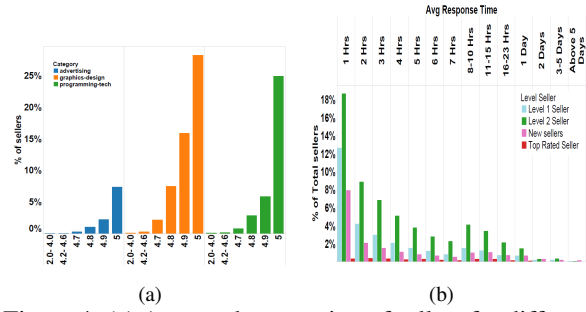 Category
advertising
graphics-design
programming-tech
% of sellers
25%
20%
15%
10%
5%
0%
2.0- 4.0
4.2- 4.6
4.7
4.8
4.9
5
2.0- 4.0
4.2- 4.6
4.7
4.8
4.9
5
2.0- 4.0
4.2- 4.6
4.7
4.8
4.9
5
(a)
Avg Response Time
1 Hrs
2 Hrs
3 Hrs
4 Hrs
5 Hrs
6 Hrs
7 Hrs
8-10 Hrs
11-15 Hrs
16-23 Hrs
1 Day
2 Days
3-5 Days
Above 5 Days
Level Seller
Level 1 Seller
Level 2 Seller
New sellers
Top Rated Seller
% of Total sellers
18%
16%
14%
12%
10%
8%
6%
4%
2%
(b)